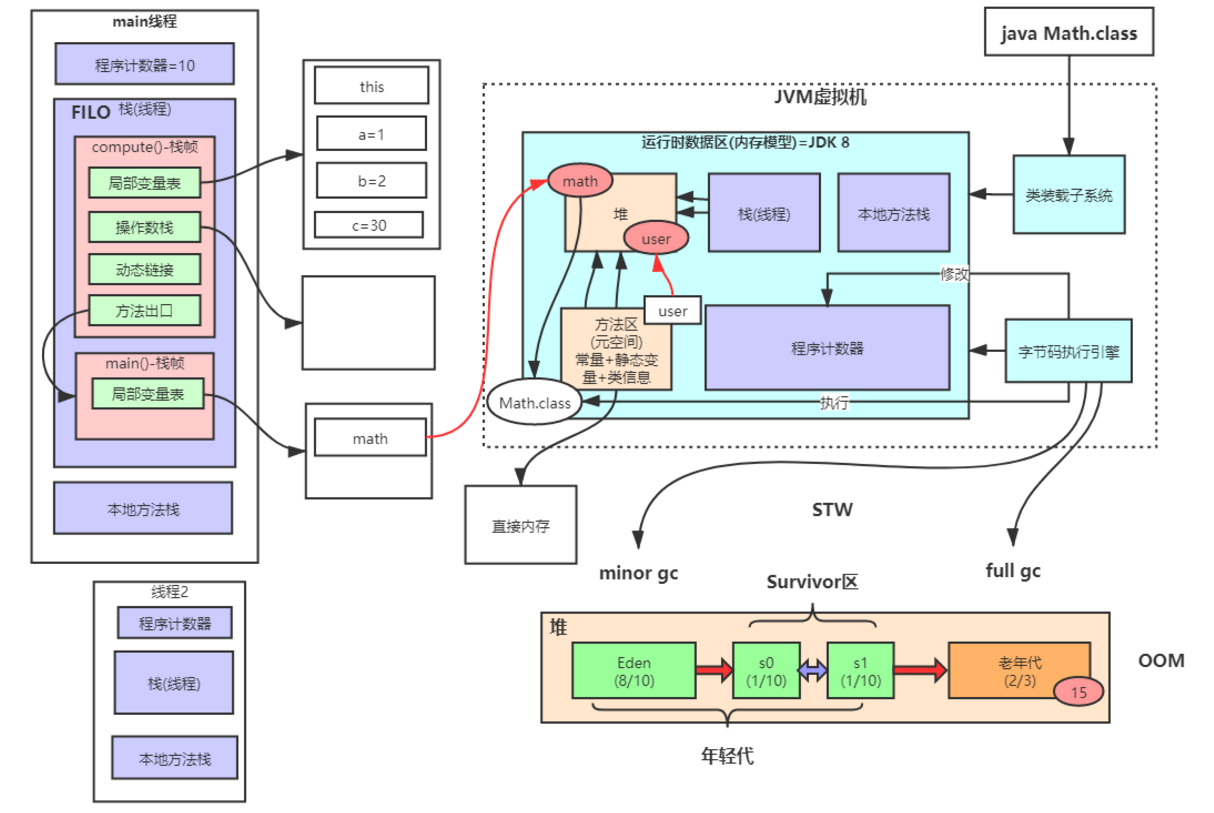 main线程
程序计数器=10
FILO 栈(线程)
compute()-栈帧
局部变量表
操作数栈
动态链接
方法出口
main()-栈帧
局部变量表
本地方法栈
this
a=1
b=2
c=30
math
线程2
程序计数器
栈(线程)
本地方法栈
java Math.class
JVM虚拟机
运行时数据区(内存模型)=JDK 8
math
堆
user
栈(线程)
本地方法栈
类装载子系统
修改
user
方法区
(元空间)
常量+静态变
量+类信息
程序计数器
字节码执行引擎
Math.class
执行
直接内存
STW
minor gc
full gc
Survivor区
堆
Eden
(8/10)
s0
(1/10)
s1
(1/10)
老年代
(2/3)
15
OOM
年轻代